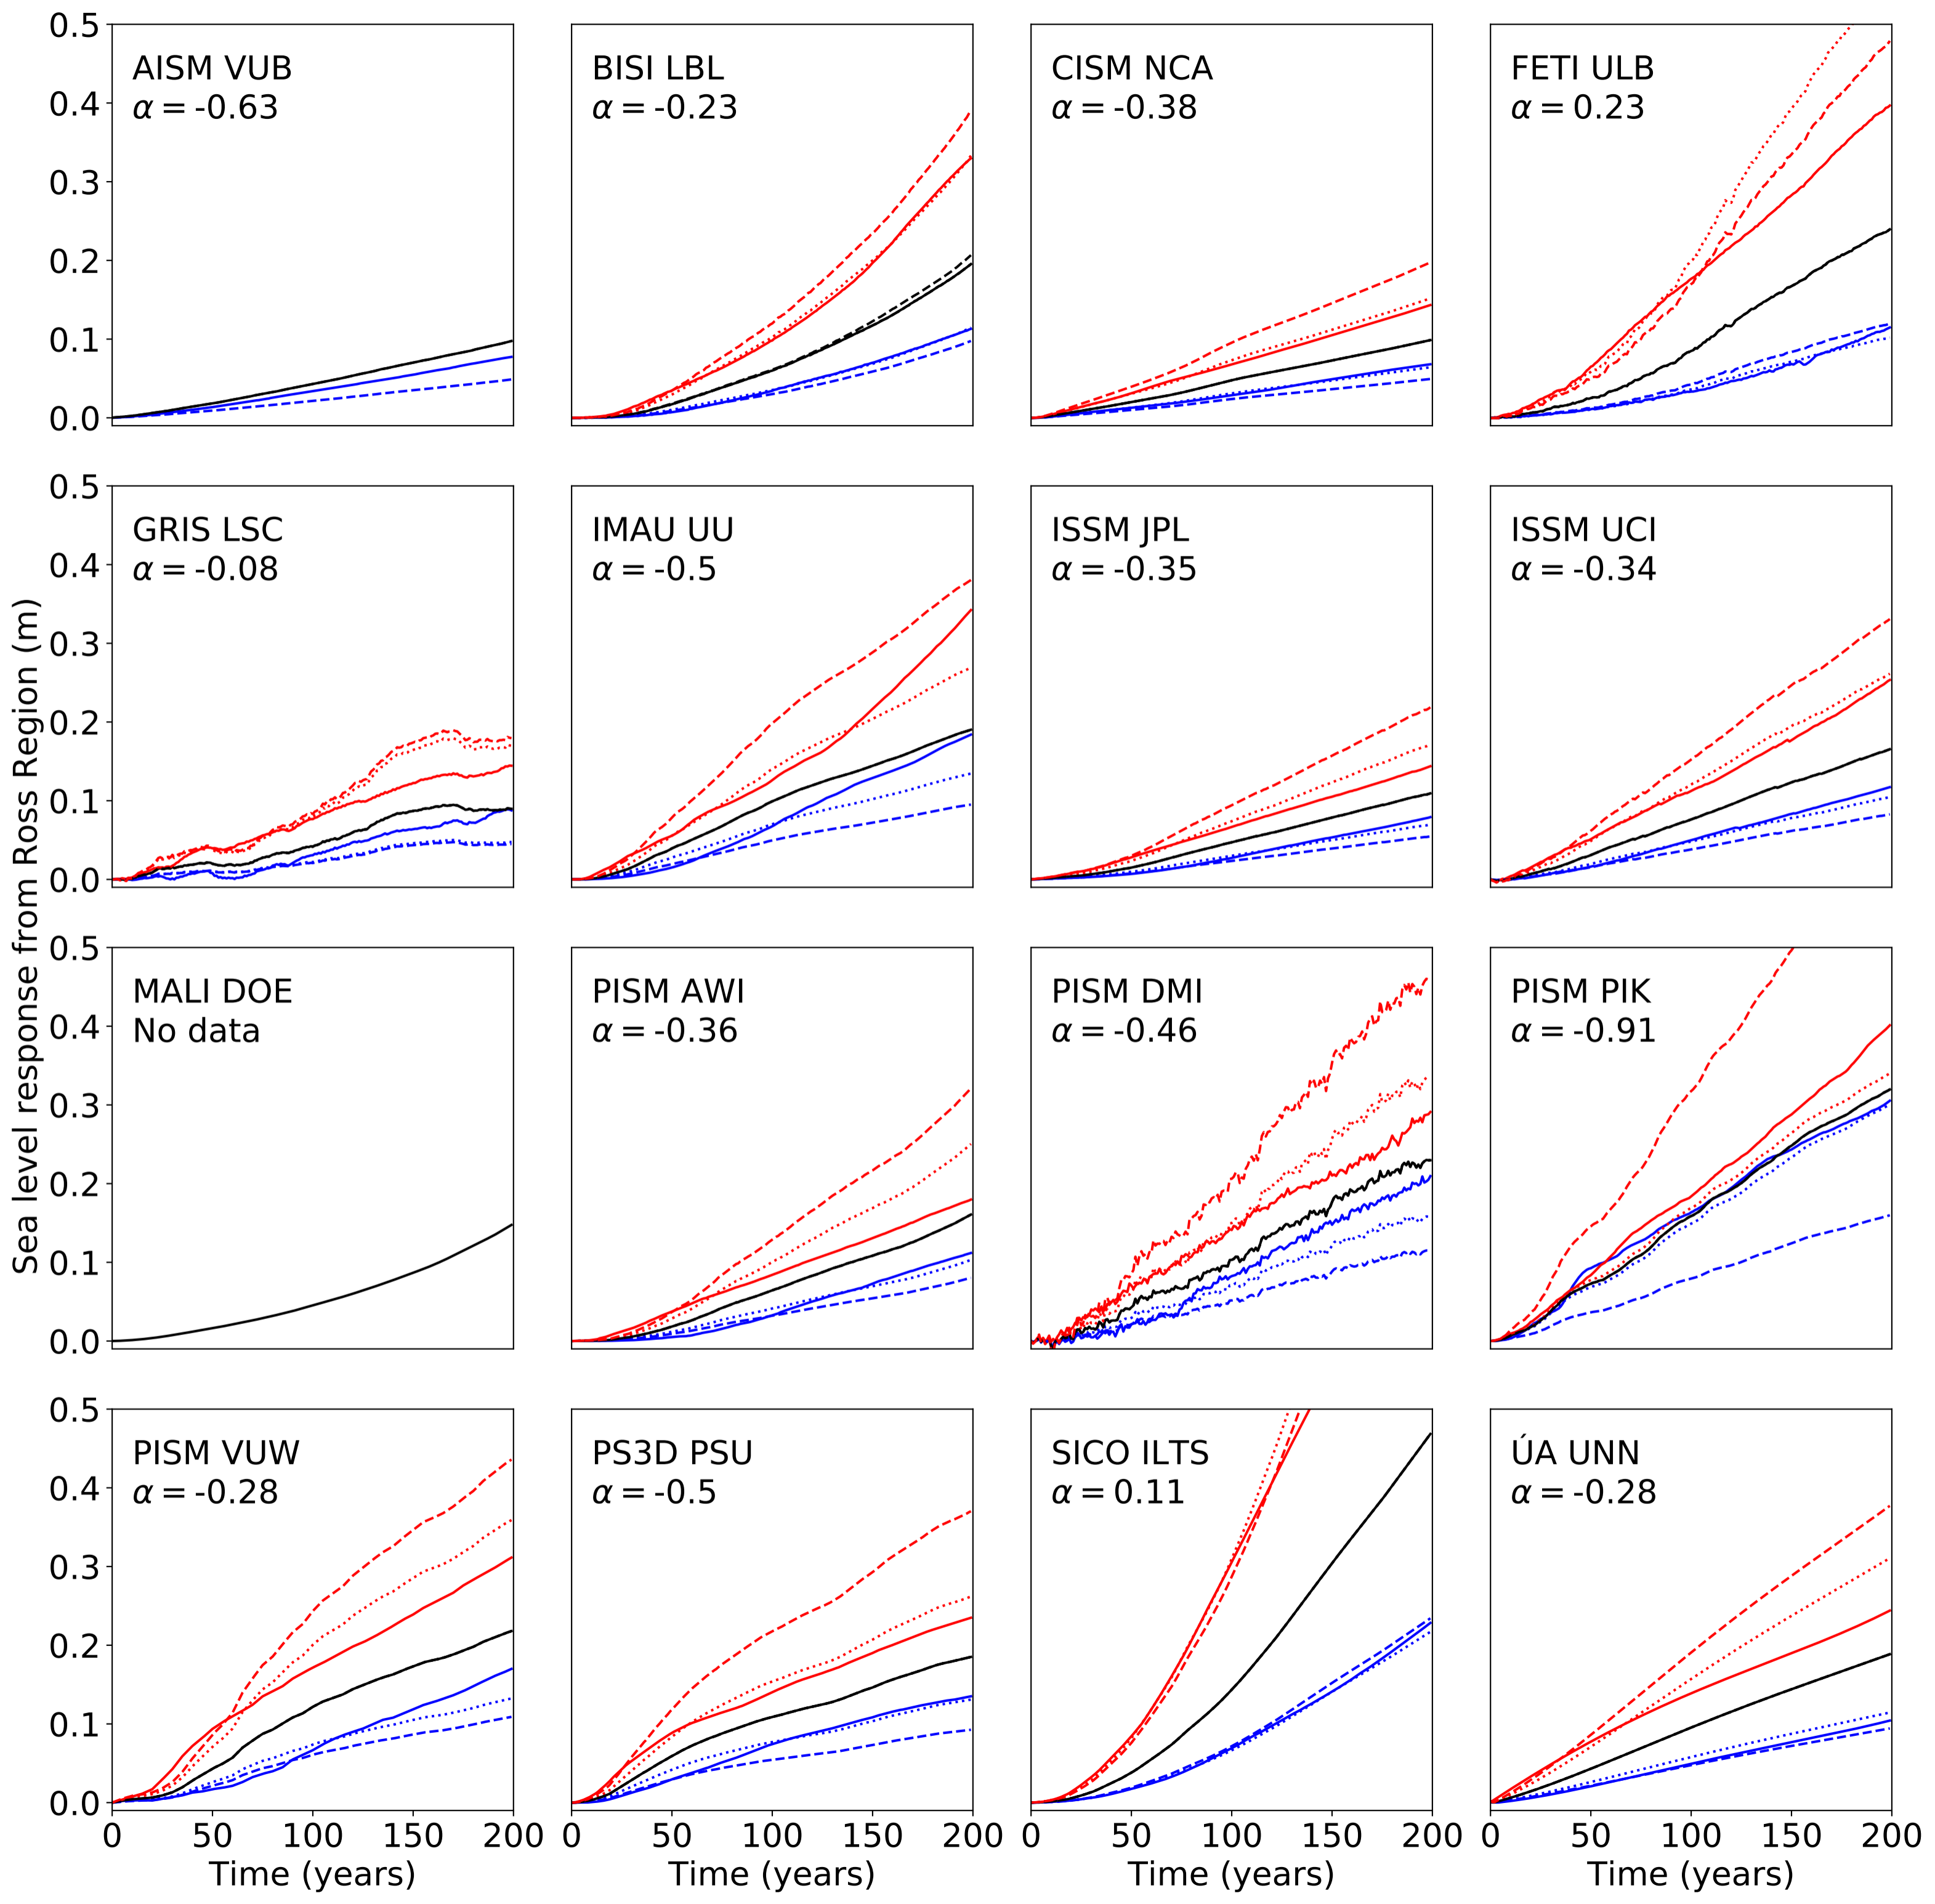 Sea level response from Ross Region (m)
0.5
0.4
0.3
0.2
0.1
0.0
AISM VUB
α = -0.63
BISI LBL
α = -0.23
CISM NCA
α = -0.38
FETI ULB
α = 0.23
0.5
0.4
0.3
0.2
0.1
0.0
GRIS LSC
α = -0.08
IMAU UU
α = -0.5
ISSM JPL
α = -0.35
ISSM UCI
α = -0.34
0.5
0.4
0.3
0.2
0.1
0.0
MALI DOE
No data
PISM AWI
α = -0.36
PISM DMI
α = -0.46
PISM PIK
α = -0.91
0.5
0.4
0.3
0.2
0.1
0.0
PISM VUW
α = -0.28
PS3D PSU
α = -0.5
SICO ILTS
α = 0.11
ÚA UNN
α = -0.28
0 50 100 150 200
0 50 100 150 200
0 50 100 150 200
0 50 100 150 200
Time (years)
Time (years)
Time (years)
Time (years)